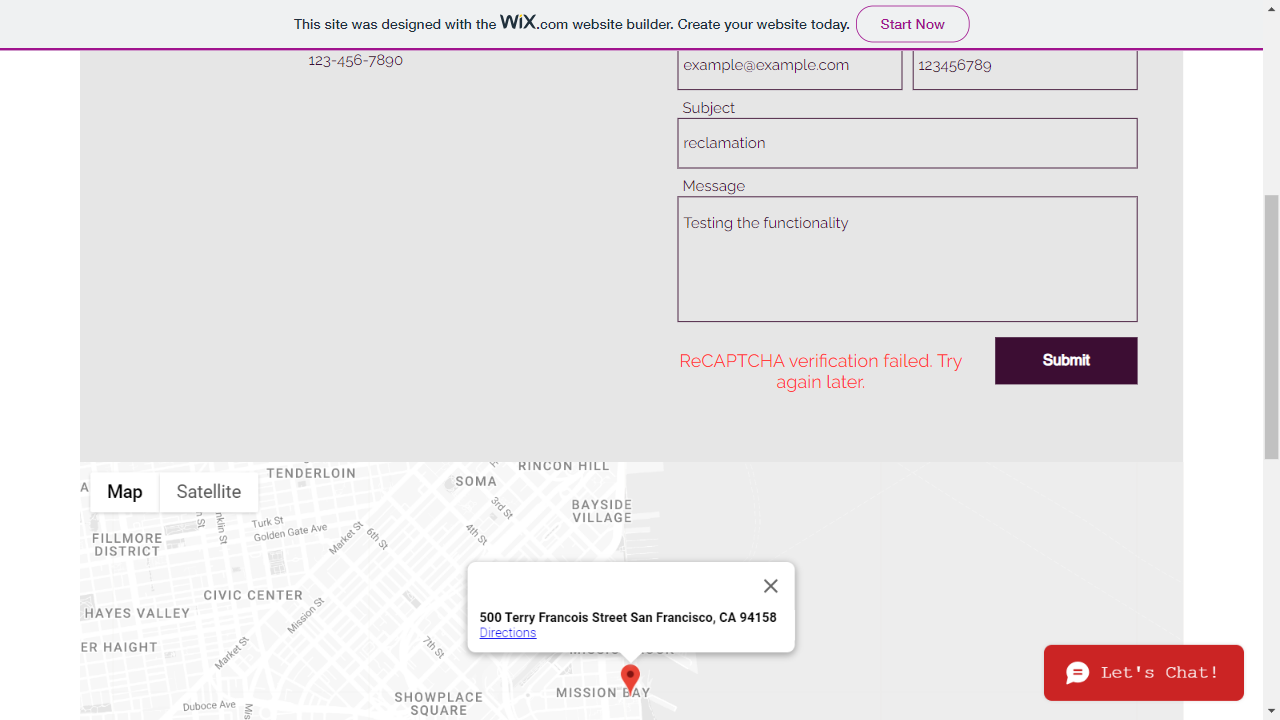 This site was designed with the WiX.com website builder. Create your website today.
Start Now
123-456-7890
example@example.com
123456789
Subject
reclamation
Message
Testing the functionality
ReCAPTCHA verification failed. Try
again later.
Submit
Map
Satellite
TENDERLOIN
RINCON HILL
SOMA
3rd St
BAYSIDE
VILLAGE
Turk St
Golden Gate Ave
Market St
6th St
4th St
FILLMORE
DISTRICT
CIVIC CENTER
HAYES VALLEY
Mission St
ER HAIGHT
Market St
7th St
500 Terry Francois Street San Francisco, CA 94158
Directions
MISSION BAY
SHOWPLACE
SQUARE
Duboce Ave
Let's Chat!